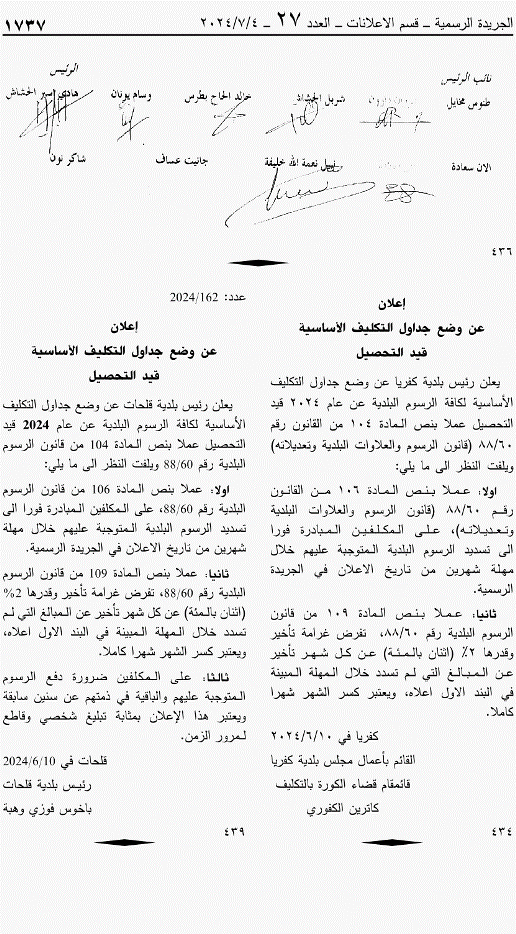 الجريدة الرسمية – قسم الاعلانات – العدد ٢٧ – ٢٠٢٤/٧/٤
١٧٣٧
نائب الرئيس
الرئيس
طنوس مخايل
شربل الحشاش
خالد الحاج بطرس
وسام يونان
الان سعادة
نبيل نعمة الله خليفة
جانيت عساف
شاكر نون
٤٣٦
إعلان
عن وضع جداول التكليف الأساسية
قيد التحصيل
يعلن رئيس بلدية كفريا عن وضع جداول التكليف
الأساسية لكافة الرسوم البلدية عن عام ٢٠٢٤ قيد
التحصيل عملا بنص المادة ١٠٤ من القانون رقم
٨٨/٦٠ (قانون الرسوم والعلاوات البلدية وتعديلاته)
ويلفت النظر الى ما يلي:
اولا: عملا بنص المادة ١٠٦ من القانون
رقم ٨٨/٦٠ (قانون الرسوم والعلاوات البلدية
وتعديلاته)، على المكلفين المبادرة فورا
الى تسديد الرسوم البلدية المتوجبة عليهم خلال
مهلة شهرين من تاريخ الاعلان في الجريدة
الرسمية.
ثانيا: عملا بنص المادة ١٠٩ من قانون
الرسوم البلدية رقم ٨٨/٦٠، تفرض غرامة تأخير
وقدرها ٢٪ (اثنان بالمئة) عن كل شهر تأخير
عن المبالغ التي لم تسدد خلال المهلة المبينة
في البند الاول اعلاه، ويعتبر كسر الشهر شهرا
كاملا.
كفريا في ٢٠٢٤/٦/١٠
القائم بأعمال مجلس بلدية كفريا
قائمقام قضاء الكورة بالتكليف
كاترين الكفوري
٤٣٤
عدد: 2024/162
إعلان
عن وضع جداول التكليف الأساسية
قيد التحصيل
يعلن رئيس بلدية قلحات عن وضع جداول التكليف
الأساسية لكافة الرسوم البلدية عن عام 2024 قيد
التحصيل عملا بنص المادة 104 من قانون الرسوم
البلدية رقم 88/60 ويلفت النظر الى ما يلي:
اولا: عملا بنص المادة 106 من قانون الرسوم
البلدية رقم 88/60، على المكلفين المبادرة فورا الى
تسديد الرسوم البلدية المتوجبة عليهم خلال مهلة
شهرين من تاريخ الاعلان في الجريدة الرسمية.
ثانيا: عملا بنص المادة 109 من قانون الرسوم
البلدية رقم 88/60، تفرض غرامة تأخير وقدرها 2%
(اثنان بالمئة) عن كل شهر تأخير عن المبالغ التي لم
تسدد خلال المهلة المبينة في البند الاول اعلاه،
ويعتبر كسر الشهر شهرا كاملا.
ثالثا: على المكلفين ضرورة دفع الرسوم
المتوجبة عليهم والباقية في ذمتهم عن سنين سابقة
ويعتبر هذا الإعلان بمثابة تبليغ شخصي وقاطع
لمرور الزمن.
قلحات في 2024/6/10
رئيس بلدية قلحات
باخوس فوزي وهبة
٤٣٩